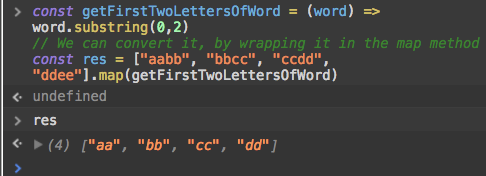 > const getFirstTwoLettersOfWord = (word) =>
word.substring(0,2)
// We can convert it, by wrapping it in the map method
const res = ["aabb", "bbcc", "ccdd",
"ddee"].map(getFirstTwoLettersOfWord)
< undefined
> res
< ▶ (4) ["aa", "bb", "cc", "dd"]
>